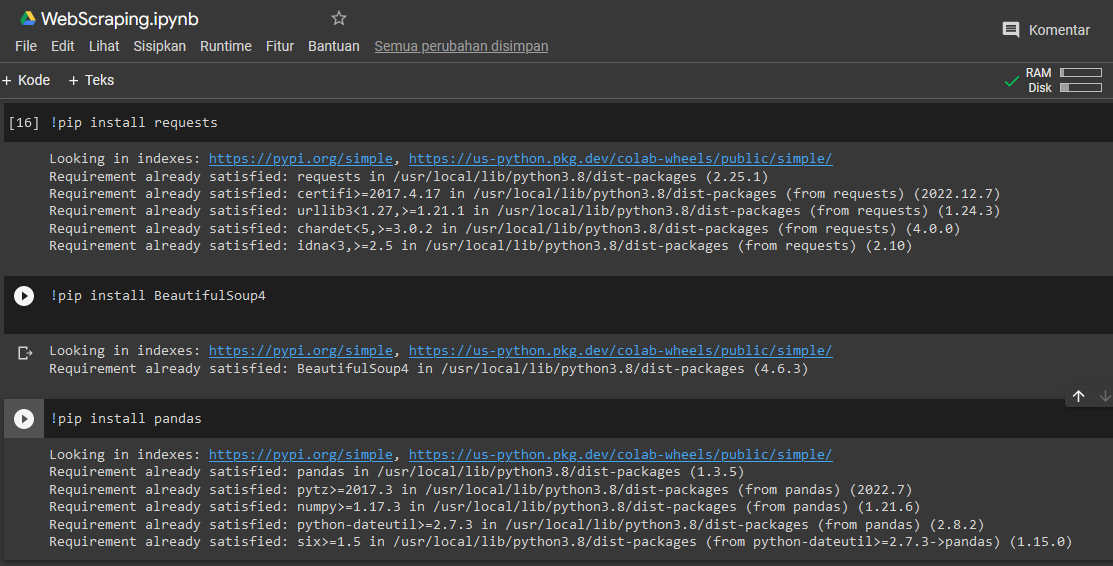 WebScraping.ipynb
Komentar
File Edit Lihat Sisipkan Runtime Fitur Bantuan Semua perubahan disimpan
+ Kode + Teks
RAM
Disk
[16] !pip install requests
Looking in indexes: https://pypi.org/simple, https://us-python.pkg.dev/colab-wheels/public/simple/
Requirement already satisfied: requests in /usr/local/lib/python3.8/dist-packages (2.25.1)
Requirement already satisfied: certifi>=2017.4.17 in /usr/local/lib/python3.8/dist-packages (from requests) (2022.12.7)
Requirement already satisfied: urllib3<1.27,>=1.21.1 in /usr/local/lib/python3.8/dist-packages (from requests) (1.24.3)
Requirement already satisfied: chardet<5,>=3.0.2 in /usr/local/lib/python3.8/dist-packages (from requests) (4.0.0)
Requirement already satisfied: idna<3,>=2.5 in /usr/local/lib/python3.8/dist-packages (from requests) (2.10)
!pip install BeautifulSoup4
Looking in indexes: https://pypi.org/simple, https://us-python.pkg.dev/colab-wheels/public/simple/
Requirement already satisfied: BeautifulSoup4 in /usr/local/lib/python3.8/dist-packages (4.6.3)
!pip install pandas
Looking in indexes: https://pypi.org/simple, https://us-python.pkg.dev/colab-wheels/public/simple/
Requirement already satisfied: pandas in /usr/local/lib/python3.8/dist-packages (1.3.5)
Requirement already satisfied: pytz>=2017.3 in /usr/local/lib/python3.8/dist-packages (from pandas) (2022.7)
Requirement already satisfied: numpy>=1.17.3 in /usr/local/lib/python3.8/dist-packages (from pandas) (1.21.6)
Requirement already satisfied: python-dateutil>=2.7.3 in /usr/local/lib/python3.8/dist-packages (from pandas) (2.8.2)
Requirement already satisfied: six>=1.5 in /usr/local/lib/python3.8/dist-packages (from python-dateutil>=2.7.3->pandas) (1.15.0)